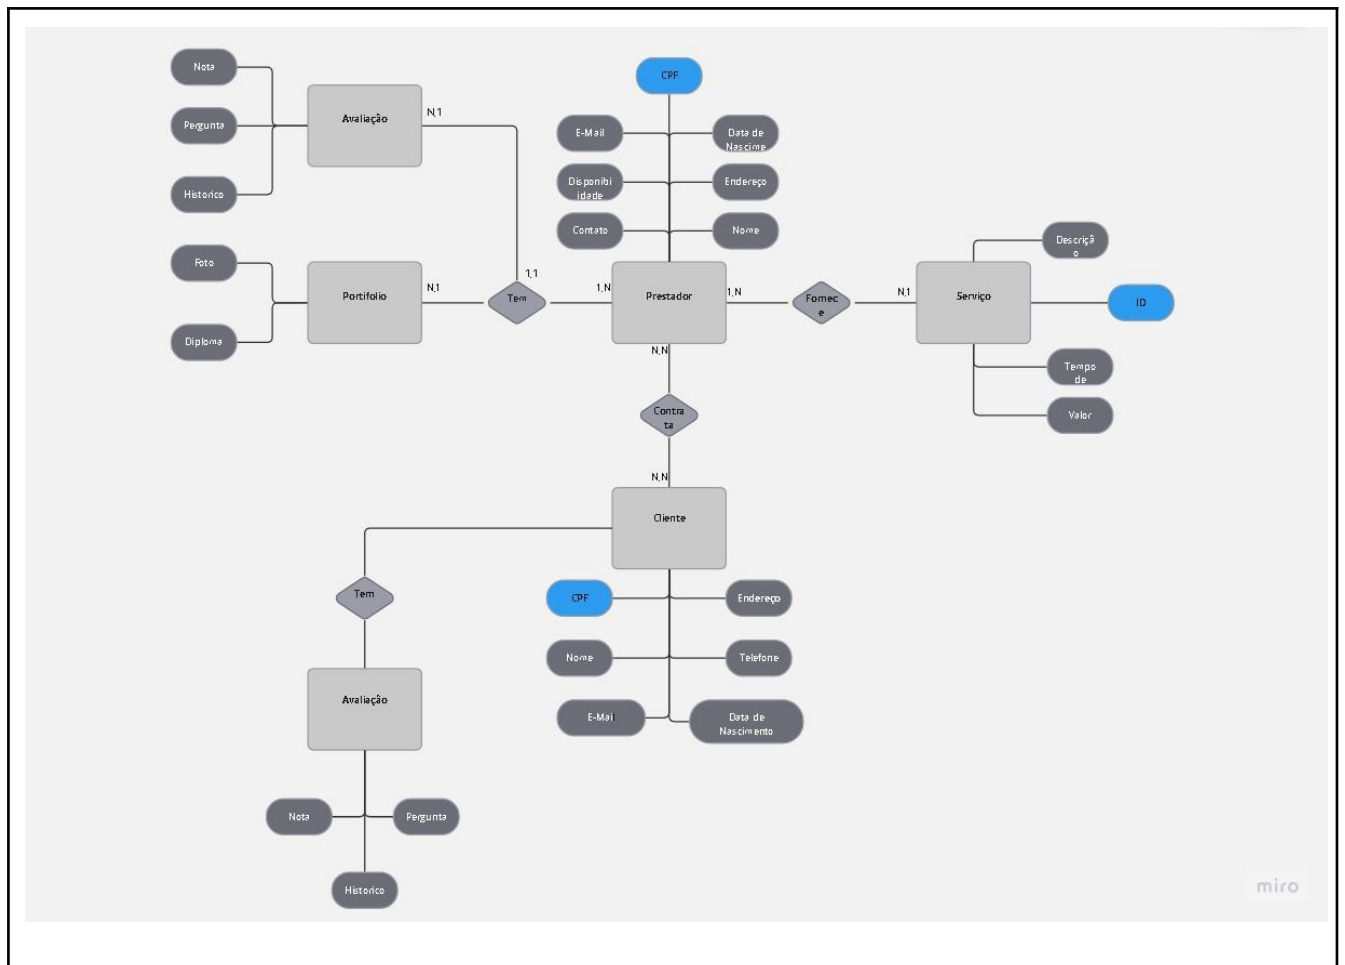 CPF
Nota
Avaliação
N,1
Pergunta
E-Mail
Data de
Nascime
Disponibi
idade
Endereço
Historico
Contato
Nome
Descriçã
o
Foto
1,1
Portifolio
N,1
Tem
1,N
Prestador
1,N
Fornec
e
N,1
Serviço
ID
Diploma
N,N
Tempo
de
Contra
ta
Valor
N,N
Cliente
Tem
CPF
Endereço
Nome
Telefone
Avaliação
E-Mail
Data de
Nascimento
Nota
Pergunta
Historico
miro